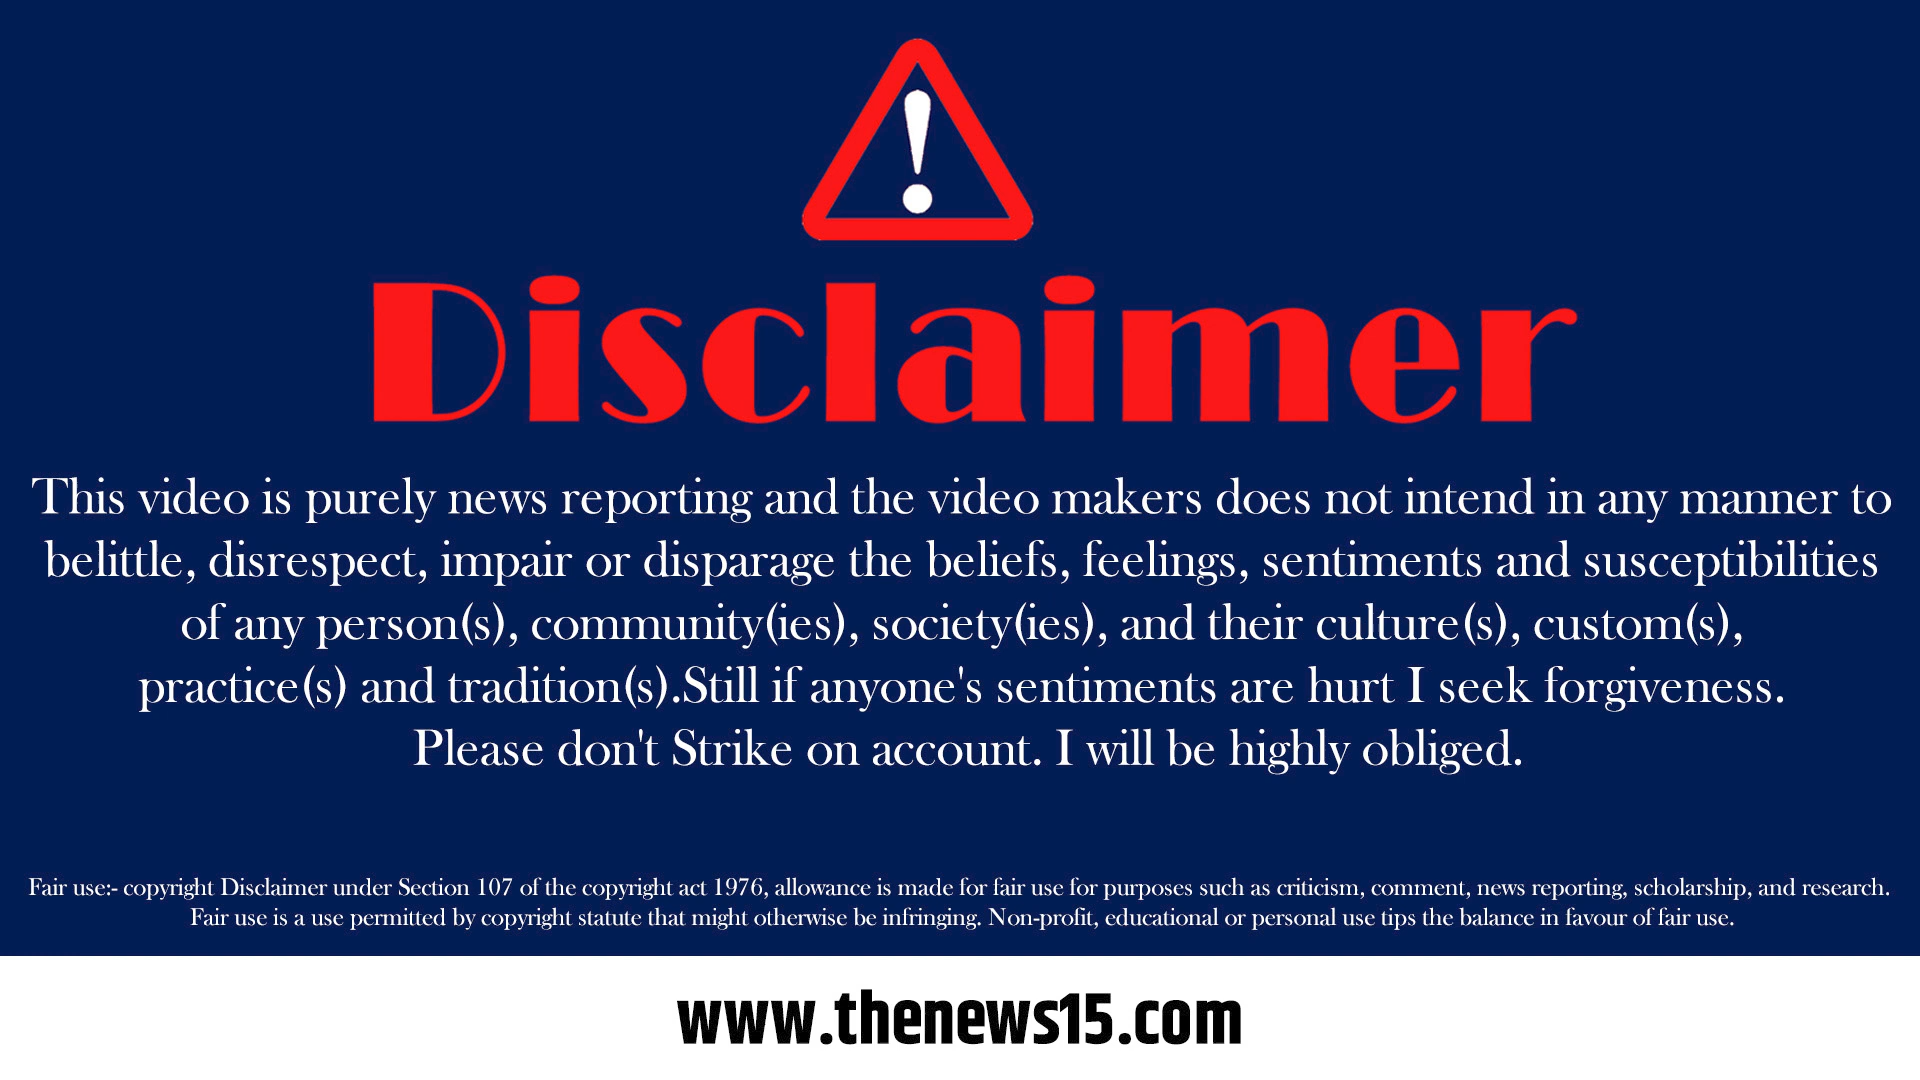 Disclaimer
This video is purely news reporting and the video makers does not intend in any manner to
belittle, disrespect, impair or disparage the beliefs, feelings, sentiments and susceptibilities
of any person(s), community(ies), society(ies), and their culture(s), custom(s),
practice(s) and tradition(s).Still if anyone's sentiments are hurt I seek forgiveness.
Please don't Strike on account. I will be highly obliged.
Fair use:- copyright Disclaimer under Section 107 of the copyright act 1976, allowance is made for fair use for purposes such as criticism, comment, news reporting, scholarship, and research.
Fair use is a use permitted by copyright statute that might otherwise be infringing. Non-profit, educational or personal use tips the balance in favour of fair use.
www.thenews15.com